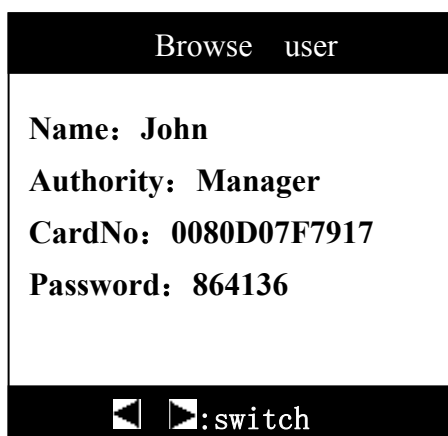 Browse user
Name：John
Authority：Manager
CardNo：0080D07F7917
Password：864136
◀ ▶:switch